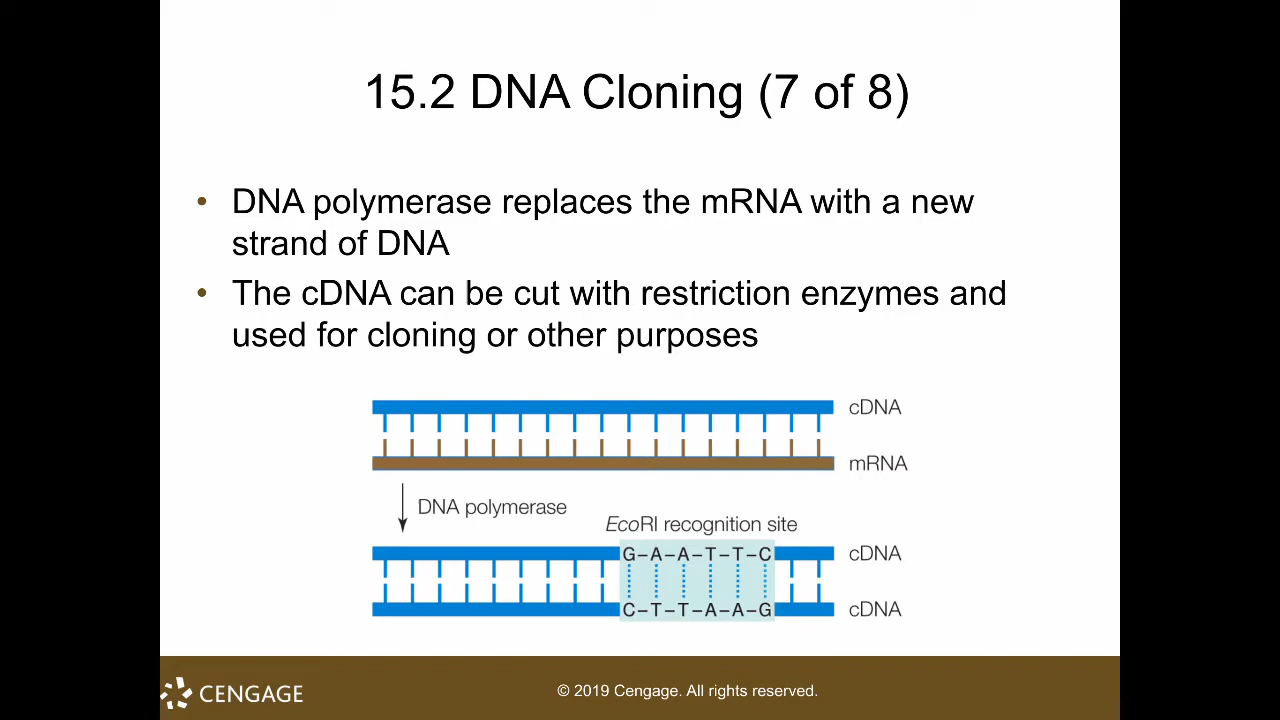 15.2 DNA Cloning (7 of 8)
• DNA polymerase replaces the mRNA with a new
strand of DNA
• The cDNA can be cut with restriction enzymes and
used for cloning or other purposes
cDNA
mRNA
DNA polymerase
EcoRI recognition site
G–A–A–T–T–C
cDNA
C–T–T–A–A–G
cDNA
CENGAGE
© 2019 Cengage. All rights reserved.